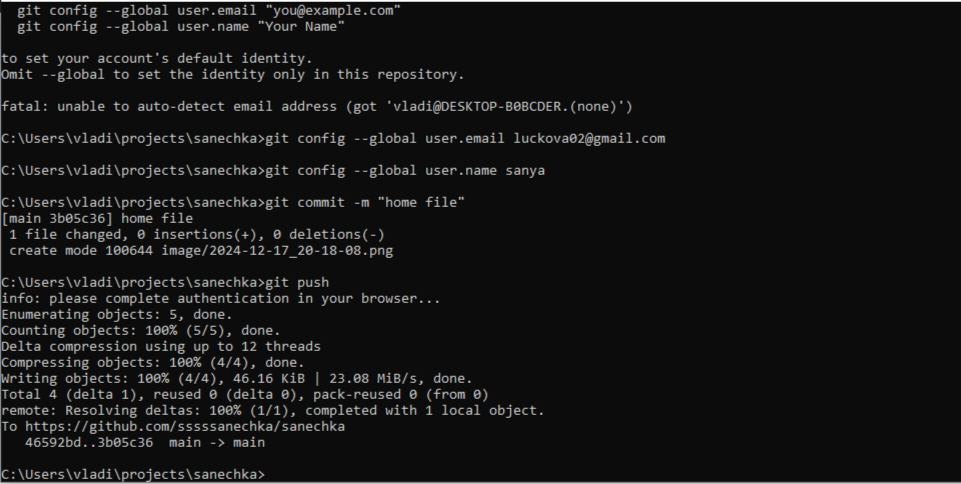 git config --global user.email "you@example.com"
git config --global user.name "Your Name"
to set your account's default identity.
Omit --global to set the identity only in this repository.
fatal: unable to auto-detect email address (got 'vladi@DESKTOP-B0BCDER.(none)')
C:\Users\vladi\projects\sanechka>git config --global user.email luckova02@gmail.com
C:\Users\vladi\projects\sanechka>git config --global user.name sanya
C:\Users\vladi\projects\sanechka>git commit -m "home file"
[main 3b05c36] home file
1 file changed, 0 insertions(+), 0 deletions(-)
create mode 100644 image/2024-12-17_20-18-08.png
C:\Users\vladi\projects\sanechka>git push
info: please complete authentication in your browser...
Enumerating objects: 5, done.
Counting objects: 100% (5/5), done.
Delta compression using up to 12 threads
Compressing objects: 100% (4/4), done.
Writing objects: 100% (4/4), 46.16 KiB | 23.08 MiB/s, done.
Total 4 (delta 1), reused 0 (delta 0), pack-reused 0 (from 0)
remote: Resolving deltas: 100% (1/1), completed with 1 local object.
To https://github.com/sssssanechka/sanechka
46592bd..3b05c36  main -> main
C:\Users\vladi\projects\sanechka>